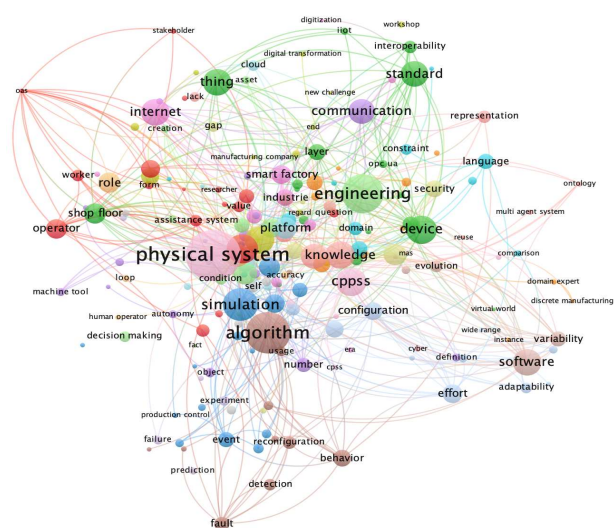 digitization
workshop
stakeholder
iiot
interoperability
digital transformation
cloud
standard
thing
asset
oas
lack
new challenge
internet
communication
representation
creation
gap
end
manufacturing company
layer
constraint
language
opc ua
worker
smart factory
role
form
researcher
industrie
engineering
security
ontology
value
shop floor
assistance system
regard question
multi agent system
operator
platform
domain
device
reuse
physical system
knowledge
mas
comparison
evolution
loop
condition
accuracy
cppss
domain expert
self
machine tool
simulation
discrete manufacturing
human operator
autonomy
configuration
virtual world
decision making
algorithm
wide range
fact
instance
variability
usage
era
cyber
object
number
cpss
definition
software
effort
adaptability
experiment
production control
failure
event
reconfiguration
behavior
prediction
detection
fault